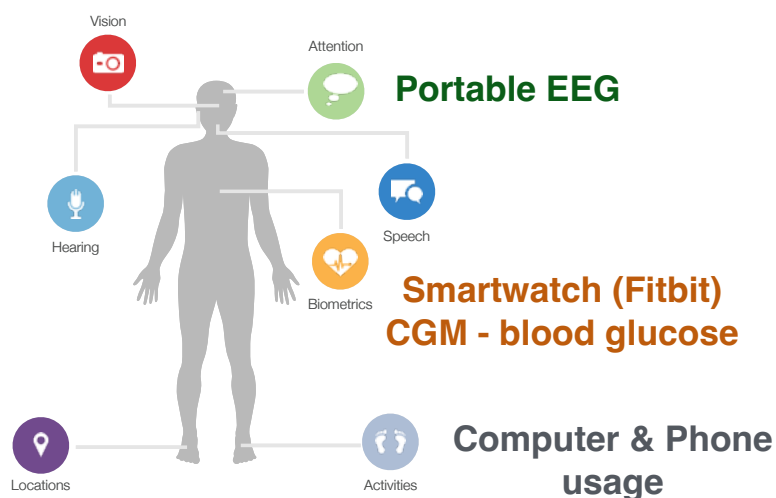 Vision
Attention
Portable EEG
Hearing
Speech
Biometrics
Smartwatch (Fitbit)
CGM - blood glucose
Locations
Activities
Computer & Phone
usage